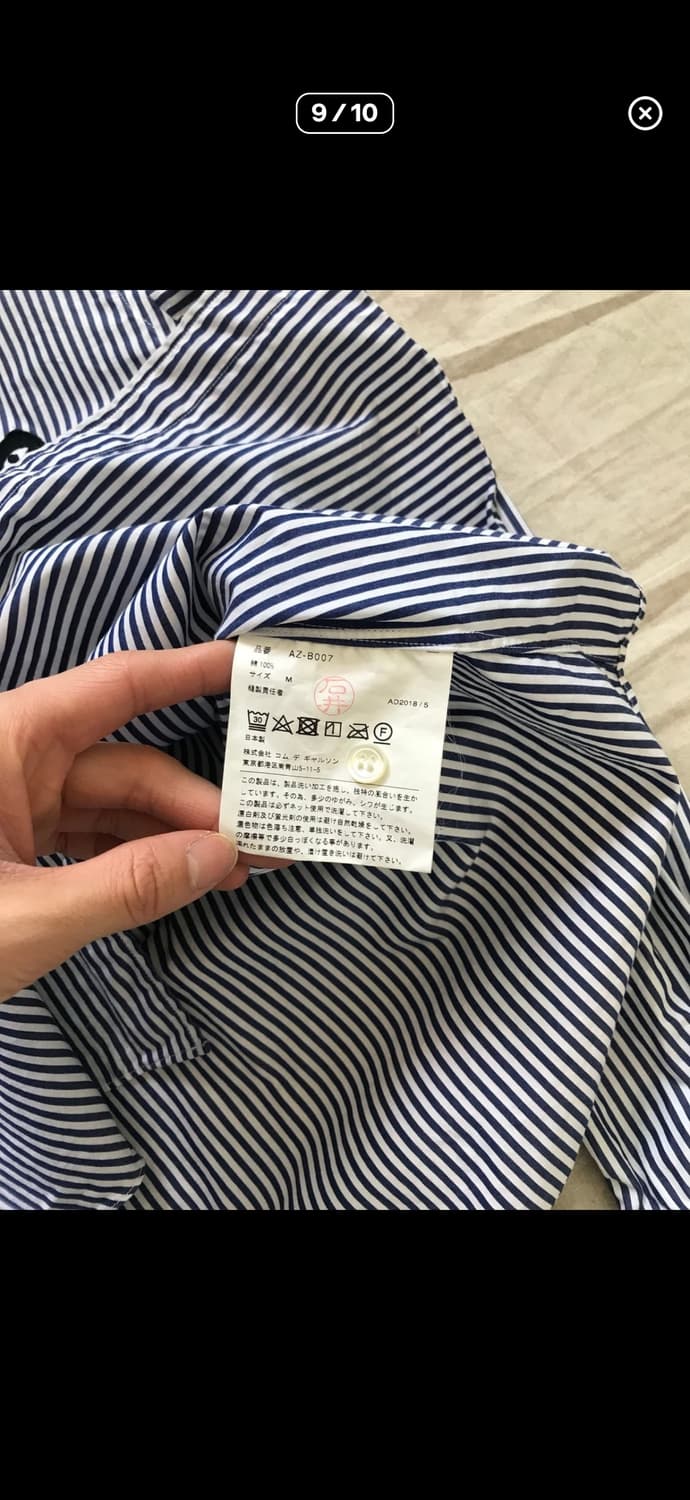 9/10
品番 AZ-B007
綿100%
サイズ M
縫製責任者
石井
AD2018/5
30
F
日本製
株式会社 コム デ ギャルソン
東京都港区南青山5-11-5
この製品は、製品洗い加工を施し、独特の風合いを生か
しています。その為、多少のゆがみ、シワが生じます。
この製品は必ずネット使用で洗濯して下さい。
漂白剤及び蛍光剤の使用は避け自然乾燥をして下さい。
濃色物は色落ち注意、単独洗いをして下さい。又、洗濯
の摩擦等で多少白っぽくなる事があります。
濡れたままの放置や、漬け置き洗いは避けて下さい。